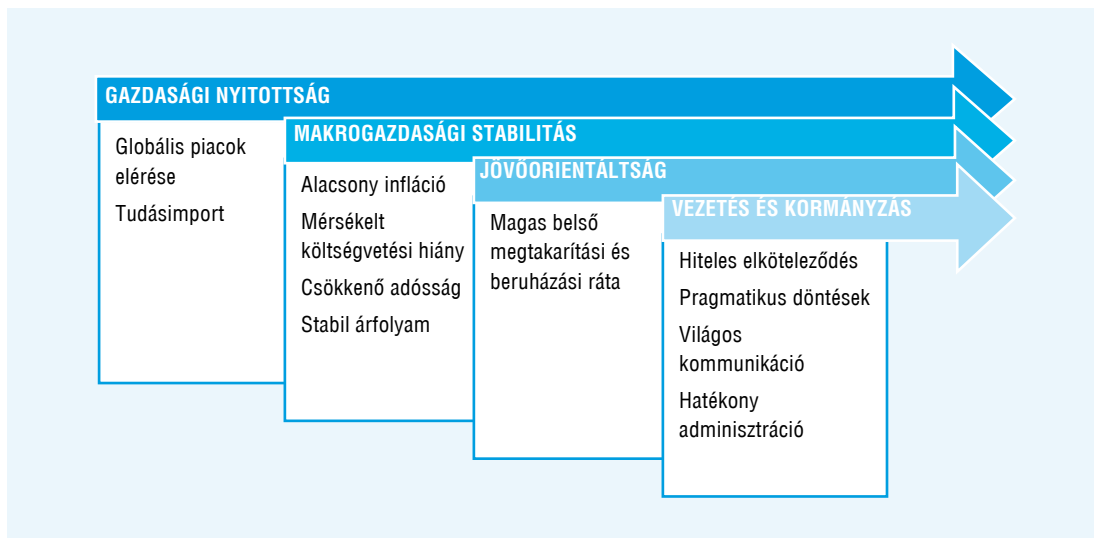 GAZDASÁGI NYITOTTSÁG
Globális piacok
elérése
Tudásimport
MAKROGAZDASÁGI STABILITÁS
Alacsony infláció
Mérsékelt
költségvetési hiány
Csökkenő adósság
Stabil árfolyam
JÖVŐORIENTÁLTSÁG
Magas belső
megtakarítási és
beruházási ráta
VEZETÉS ÉS KORMÁNYZÁS
Hiteles elköteleződés
Pragmatikus döntések
Világos
kommunikáció
Hatékony
adminisztráció